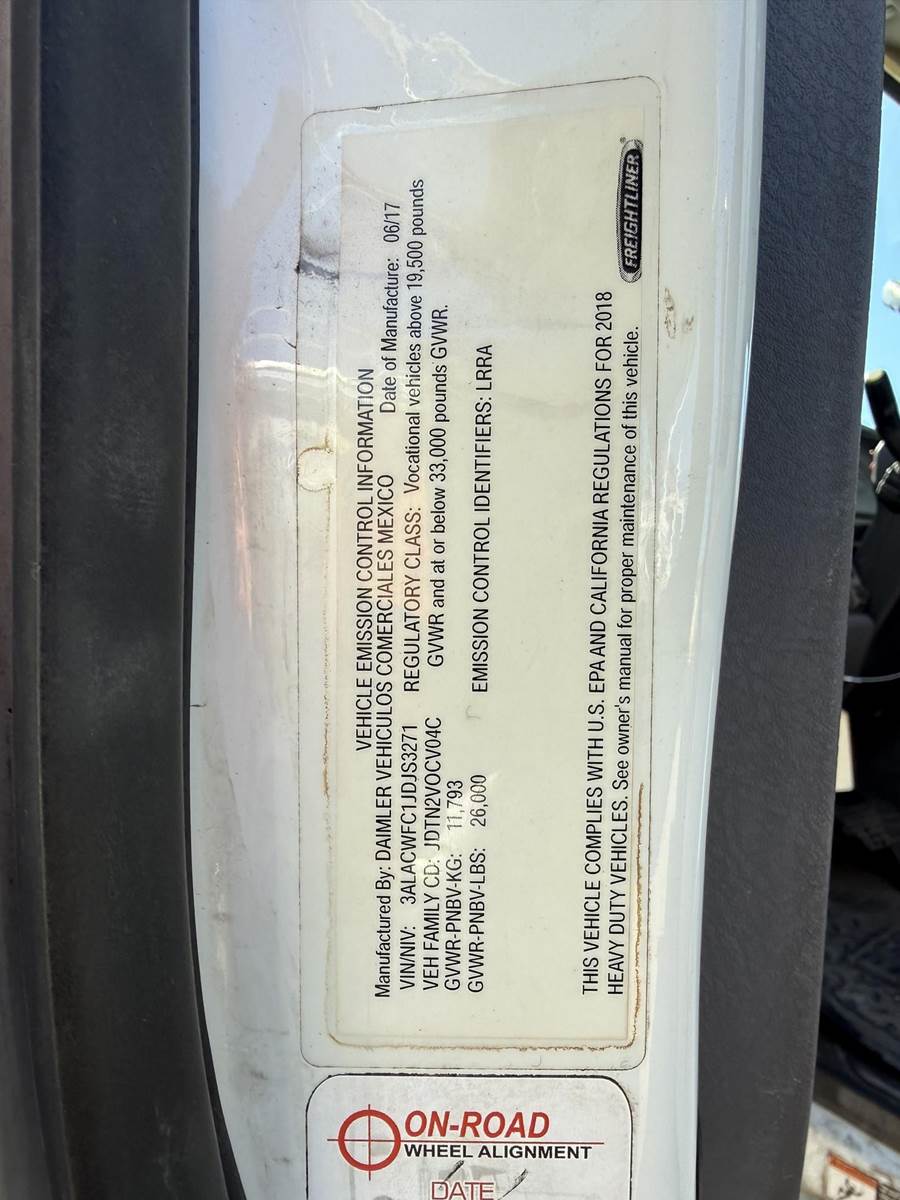 VEHICLE EMISSION CONTROL INFORMATION
Manufactured By: DAIMLER VEHICULOS COMERCIALES MEXICO Date of Manufacture: 06/17
VIN/NIV: 3ALACWFC1JDJS3271 REGULATORY CLASS: Vocational vehicles above 19,500 pounds
VEH FAMILY CD: JDTN2VOCV04C GVWR and at or below 33,000 pounds GVWR.
GVWR-PNBV-KG: 11,793
GVWR-PNBV-LBS: 26,000 EMISSION CONTROL IDENTIFIERS: LRRA
THIS VEHICLE COMPLIES WITH U.S. EPA AND CALIFORNIA REGULATIONS FOR 2018
HEAVY DUTY VEHICLES. See owner's manual for proper maintenance of this vehicle.
FREIGHTLINER®
ON-ROAD
WHEEL ALIGNMENT
DATE